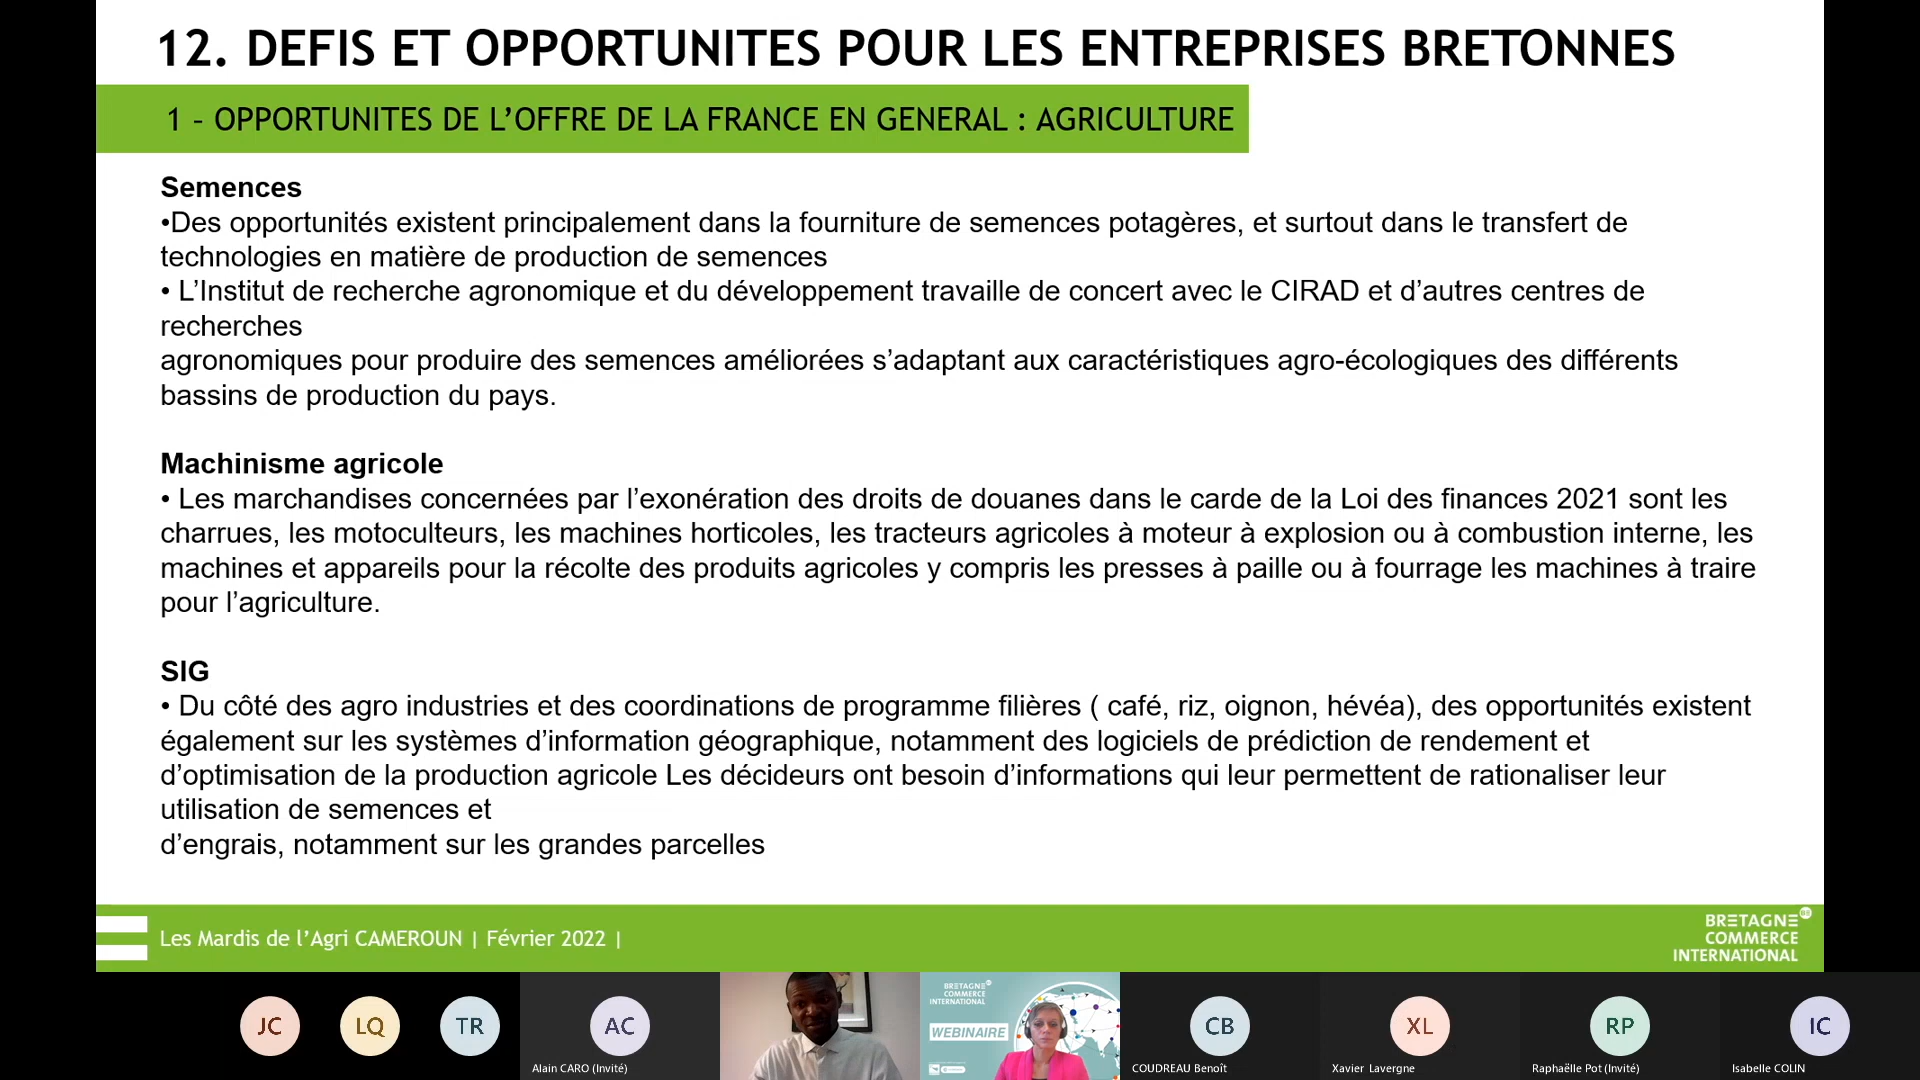 12. DEFIS ET OPPORTUNITES POUR LES ENTREPRISES BRETONNES
1 – OPPORTUNITES DE L’OFFRE DE LA FRANCE EN GENERAL : AGRICULTURE
Semences
•Des opportunités existent principalement dans la fourniture de semences potagères, et surtout dans le transfert de
technologies en matière de production de semences
• L’Institut de recherche agronomique et du développement travaille de concert avec le CIRAD et d’autres centres de
recherches
agronomiques pour produire des semences améliorées s’adaptant aux caractéristiques agro-écologiques des différents
bassins de production du pays.
Machinisme agricole
• Les marchandises concernées par l’exonération des droits de douanes dans le carde de la Loi des finances 2021 sont les
charrues, les motoculteurs, les machines horticoles, les tracteurs agricoles à moteur à explosion ou à combustion interne, les
machines et appareils pour la récolte des produits agricoles y compris les presses à paille ou à fourrage les machines à traire
pour l’agriculture.
SIG
• Du côté des agro industries et des coordinations de programme filières ( café, riz, oignon, hévéa), des opportunités existent
également sur les systèmes d’information géographique, notamment des logiciels de prédiction de rendement et
d’optimisation de la production agricole Les décideurs ont besoin d’informations qui leur permettent de rationaliser leur
utilisation de semences et
d’engrais, notamment sur les grandes parcelles
Les Mardis de l’Agri CAMEROUN | Février 2022 |
BRETAGNE
COMMERCE
INTERNATIONAL
JC
LQ
TR
AC
Alain CARO (Invité)
BRETAGNE
COMMERCE
INTERNATIONAL
WEBINAIRE
CB
COUDREAU Benoît
XL
Xavier Lavergne
RP
Raphaëlle Pot (Invité)
IC
Isabelle COLIN